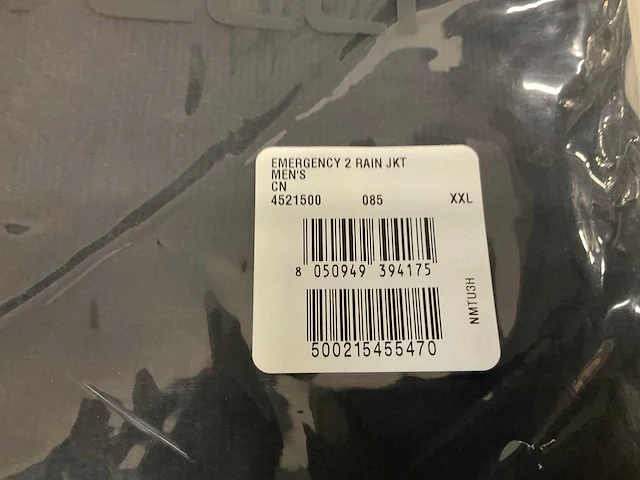 EMERGENCY 2 RAIN JKT
MEN'S
CN
4521500 085 XXL
8 050949 394175
NMTU3H
500215455470